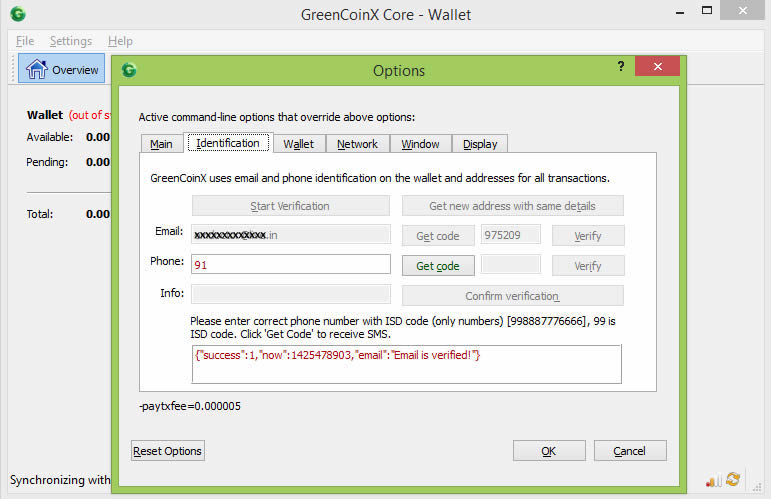 GreenCoinX Core - Wallet
File Settings Help
Overview
Options
?
Wallet (out of s
Available: 0.00
Pending: 0.00
Total: 0.00
Active command-line options that override above options:
Main Identification Wallet Network Window Display
GreenCoinX uses email and phone identification on the wallet and addresses for all transactions.
Start Verification Get new address with same details
Email: .in Get code 975209 Verify
Phone: 91 Get code Verify
Info: Confirm verification
Please enter correct phone number with ISD code (only numbers) [998887776666], 99 is
ISD code. Click 'Get Code' to receive SMS.
{"success":1,"now":1425478903,"email":"Email is verified!"}
-paytxfee=0.000005
Reset Options OK Cancel
Synchronizing with